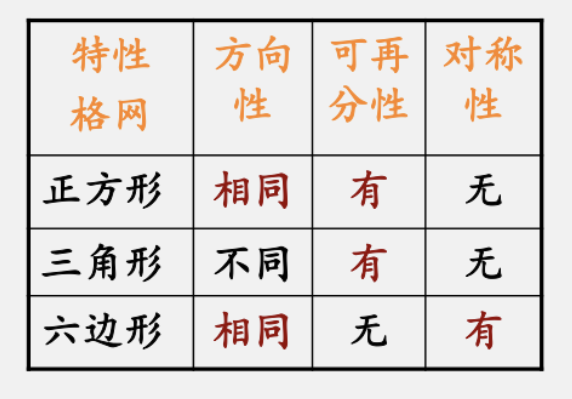 特性 方向 可再 对称
格网 性 分性 性
正方形 相同 有 无
三角形 不同 有 无
六边形 相同 无 有